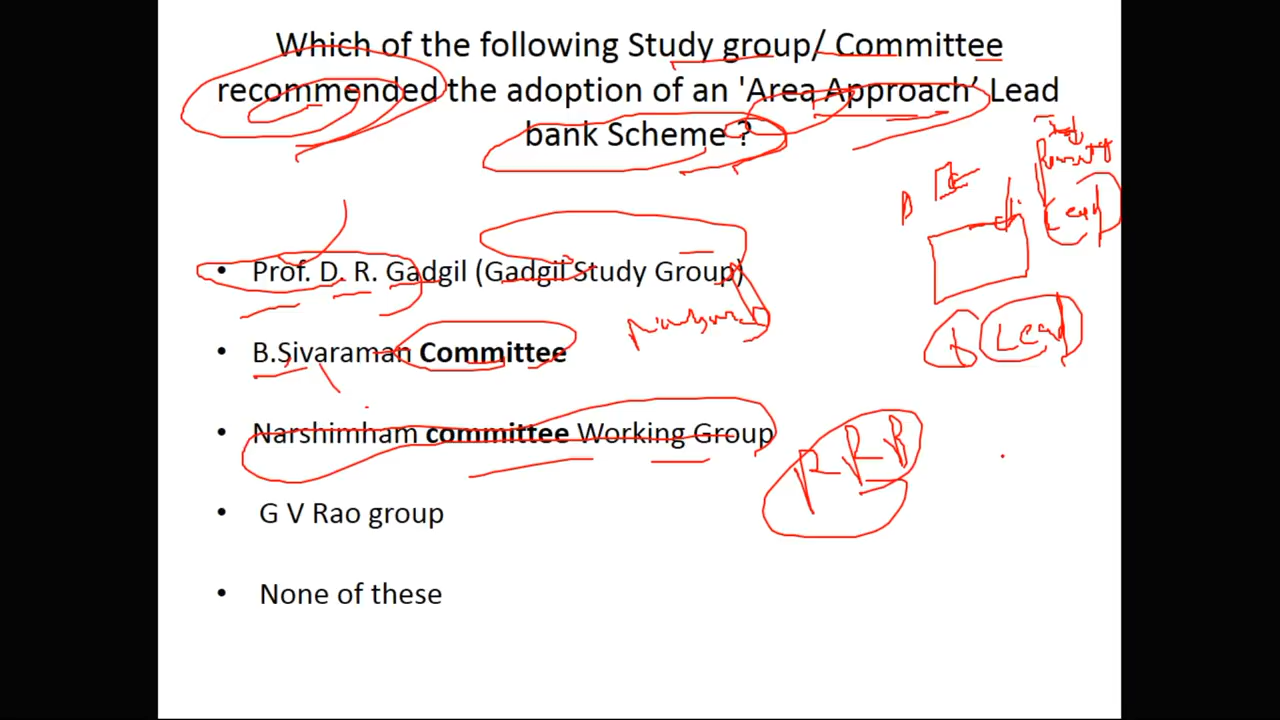 Which of the following Study group/ Committee
recommended the adoption of an 'Area Approach’ Lead
bank Scheme ?
• Prof. D. R. Gadgil (Gadgil Study Group)
• B.Sivaraman Committee
• Narshimham committee Working Group
• G V Rao group
• None of these
Lead
Lead
RRB